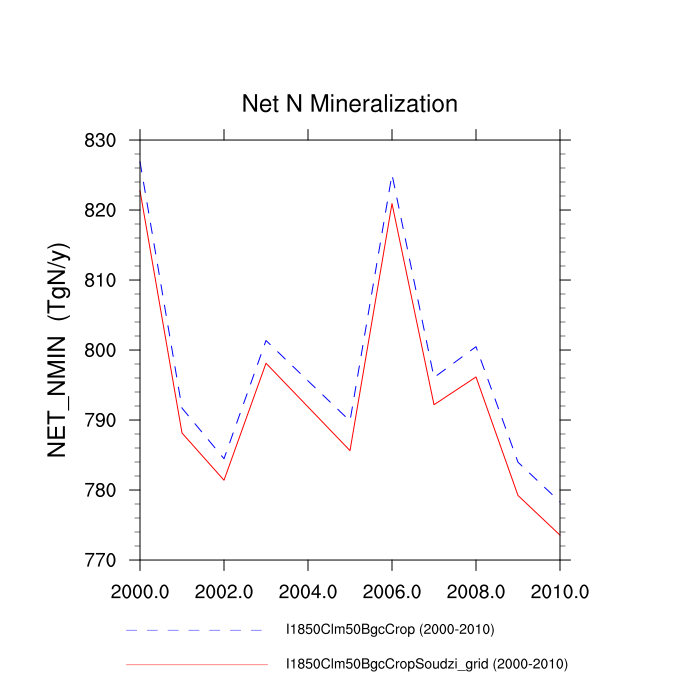 Net N Mineralization
NET_NMIN (TgN/y)
830
820
810
800
790
780
770
2000.0 2002.0 2004.0 2006.0 2008.0 2010.0
I1850Clm50BgcCrop (2000-2010)
I1850Clm50BgcCropSoudzi_grid (2000-2010)